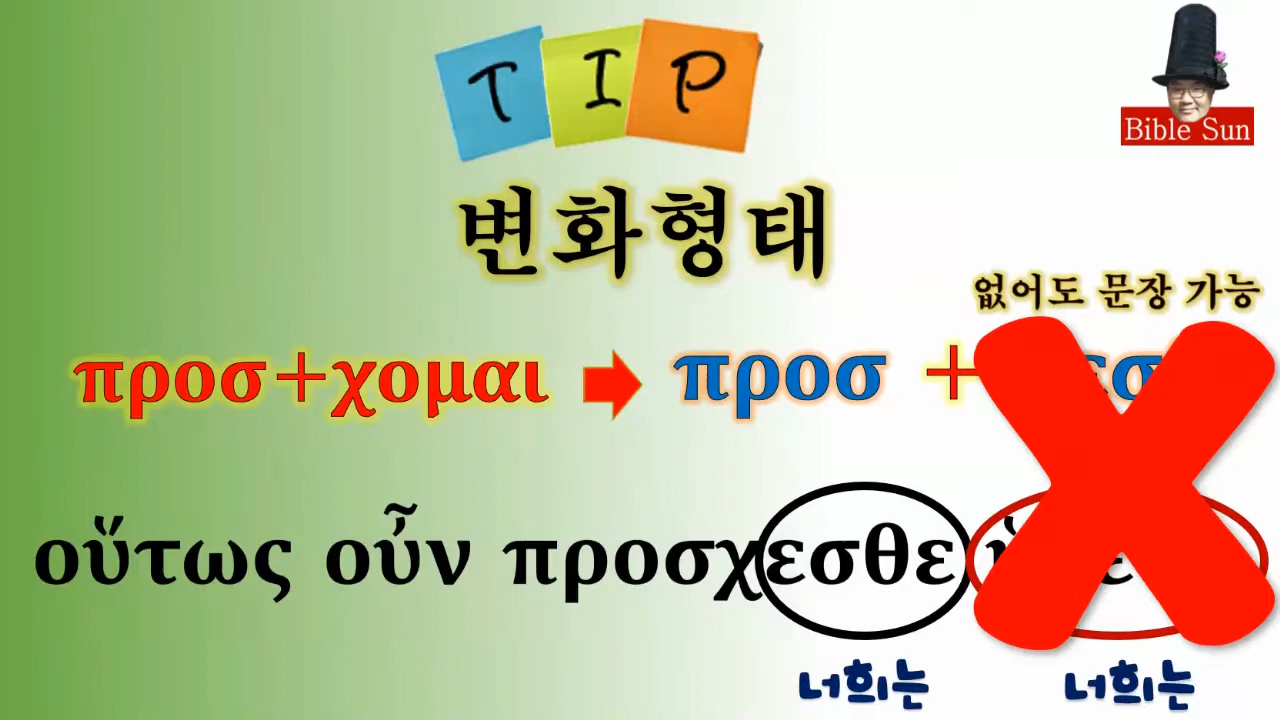 TIP
Bible Sun
변화형태
없어도 문장 가능
προσ+χομαι προσ +
οὕτως οὖν προσχεσθε
너희는 너희는